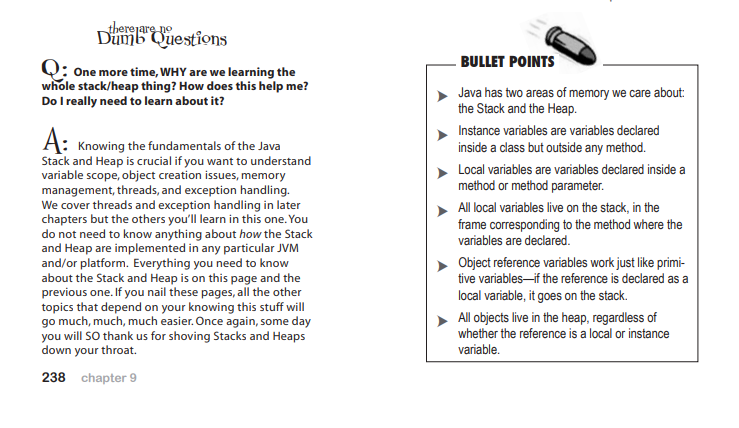 there are no
Dumb Questions
Q: One more time, WHY are we learning the
whole stack/heap thing? How does this help me?
Do I really need to learn about it?
A: Knowing the fundamentals of the Java
Stack and Heap is crucial if you want to understand
variable scope, object creation issues, memory
management, threads, and exception handling.
We cover threads and exception handling in later
chapters but the others you'll learn in this one. You
do not need to know anything about how the Stack
and Heap are implemented in any particular JVM
and/or platform. Everything you need to know
about the Stack and Heap is on this page and the
previous one. If you nail these pages, all the other
topics that depend on your knowing this stuff will
go much, much, much easier. Once again, some day
you will SO thank us for shoving Stacks and Heaps
down your throat.
238 chapter 9
BULLET POINTS
Java has two areas of memory we care about:
the Stack and the Heap.
Instance variables are variables declared
inside a class but outside any method.
Local variables are variables declared inside a
method or method parameter.
All local variables live on the stack, in the
frame corresponding to the method where the
variables are declared.
Object reference variables work just like primi-
tive variables—if the reference is declared as a
local variable, it goes on the stack.
All objects live in the heap, regardless of
whether the reference is a local or instance
variable.